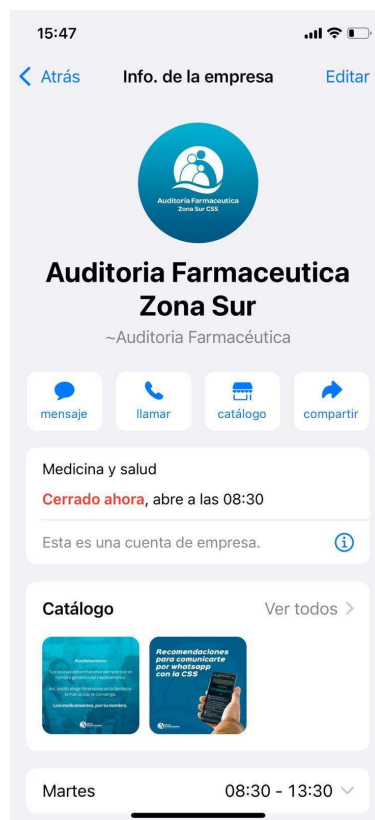 15:47
Atrás
Info. de la empresa
Editar
Auditoría Farmaceutica
Zona Sur CSS
Auditoria Farmaceutica
Zona Sur
~Auditoria Farmacéutica
mensaje
llamar
catálogo
compartir
Medicina y salud
Cerrado ahora, abre a las 08:30
Esta es una cuenta de empresa.
Catálogo
Ver todos
Los medicamentos, por su nombre.
Recomendaciones
para comunicarte
por whatsapp
con la CSS
Martes
08:30 - 13:30